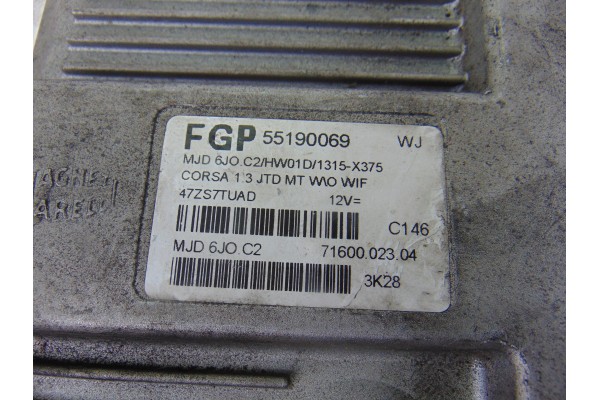 FGP 55190069 WJ
MJD 6JO.C2/HW01D/1315-X375
CORSA 1.3 JTD MT W\O WIF
47ZS7TUAD 12V=
C146
MJD 6JO.C2 71600.023.04
3K28